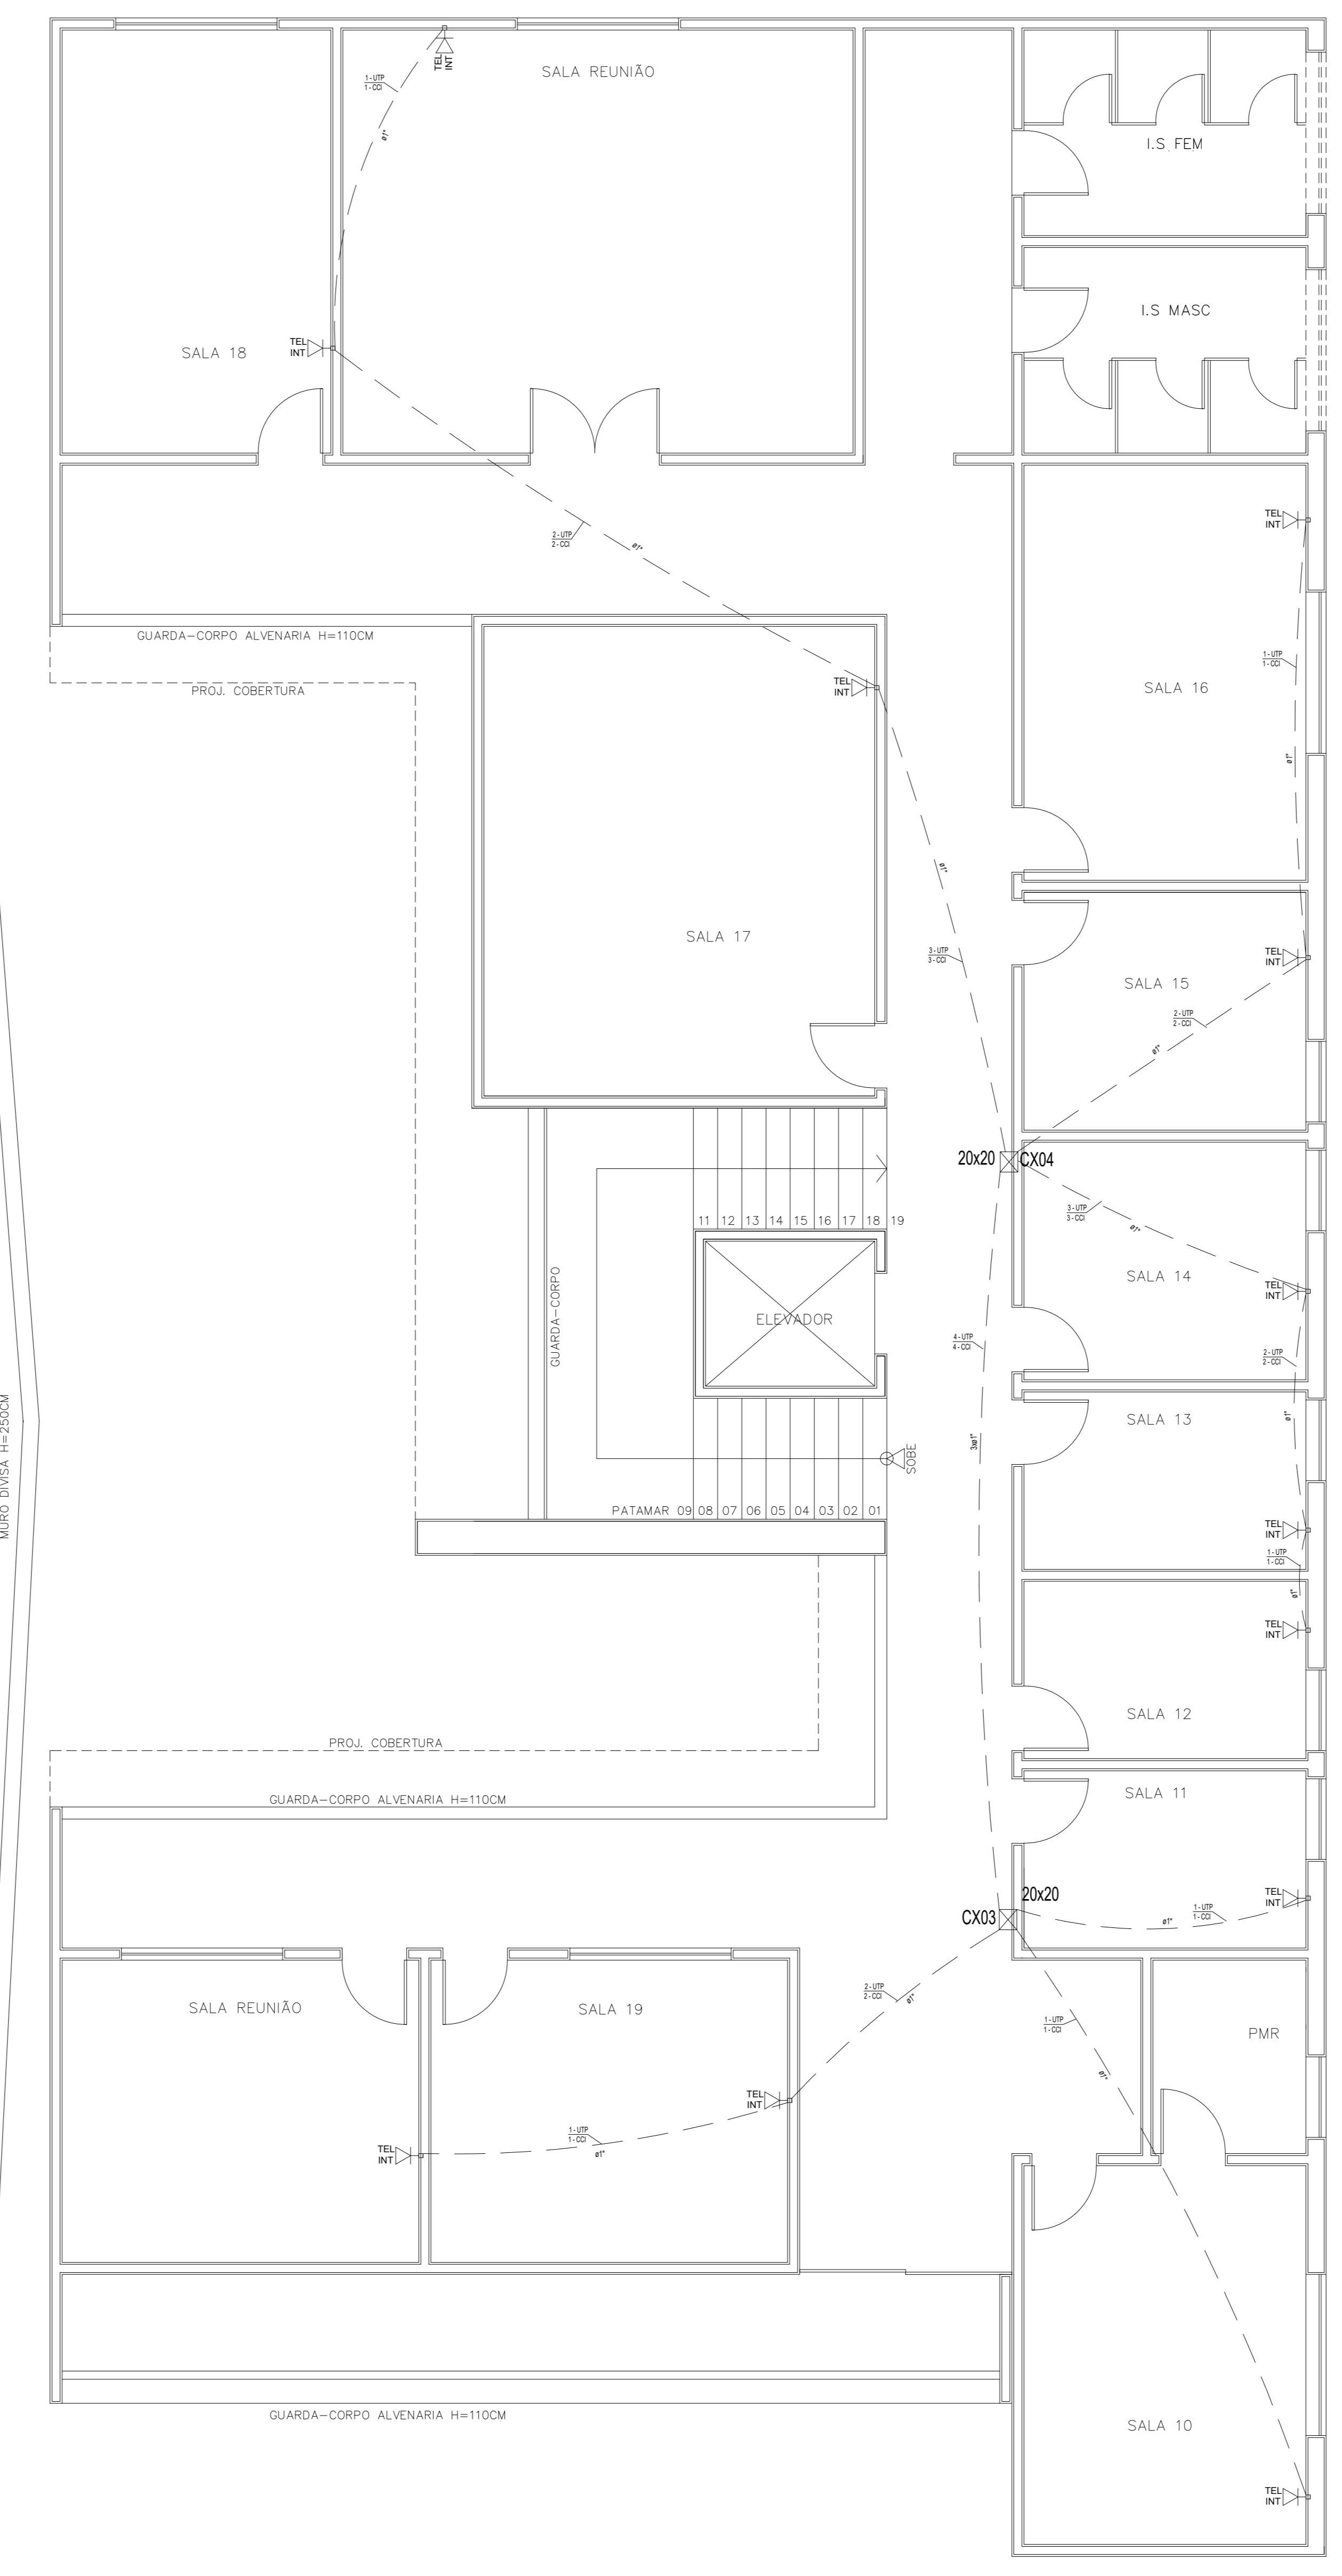 TEL
INT
SALA REUNIÃO
1-UTP
1-CCI
ø1"
I.S. FEM
I.S MASC
SALA 18
TEL
INT
TEL
INT
2-UTP
2-CCI
ø1"
GUARDA-CORPO ALVENARIA H=110CM
PROJ. COBERTURA
TEL
INT
1-UTP
1-CCI
SALA 16
ø1"
ø1"
SALA 17
3-UTP
3-CCI
TEL
INT
SALA 15
2-UTP
2-CCI
ø1"
20x20
CX04
3-UTP
3-CCI
ø1"
11 12 13 14 15 16 17 18 19
SALA 14
TEL
INT
GUARDA-CORPO
ELEVADOR
4-UTP
4-CCI
2-UTP
2-CCI
ø1"
SALA 13
MURO DIVISA H=250CM
3xø1"
SOBE
PATAMAR 09 08 07 06 05 04 03 02 01
TEL
INT
1-UTP
1-CCI
ø1"
TEL
INT
SALA 12
PROJ. COBERTURA
SALA 11
GUARDA-CORPO ALVENARIA H=110CM
20x20
CX03
TEL
INT
1-UTP
1-CCI
ø1"
2-UTP
2-CCI
ø1"
SALA REUNIÃO
SALA 19
1-UTP
1-CCI
ø1"
PMR
TEL
INT
1-UTP
1-CCI
ø1"
TEL
INT
GUARDA-CORPO ALVENARIA H=110CM
SALA 10
TEL
INT